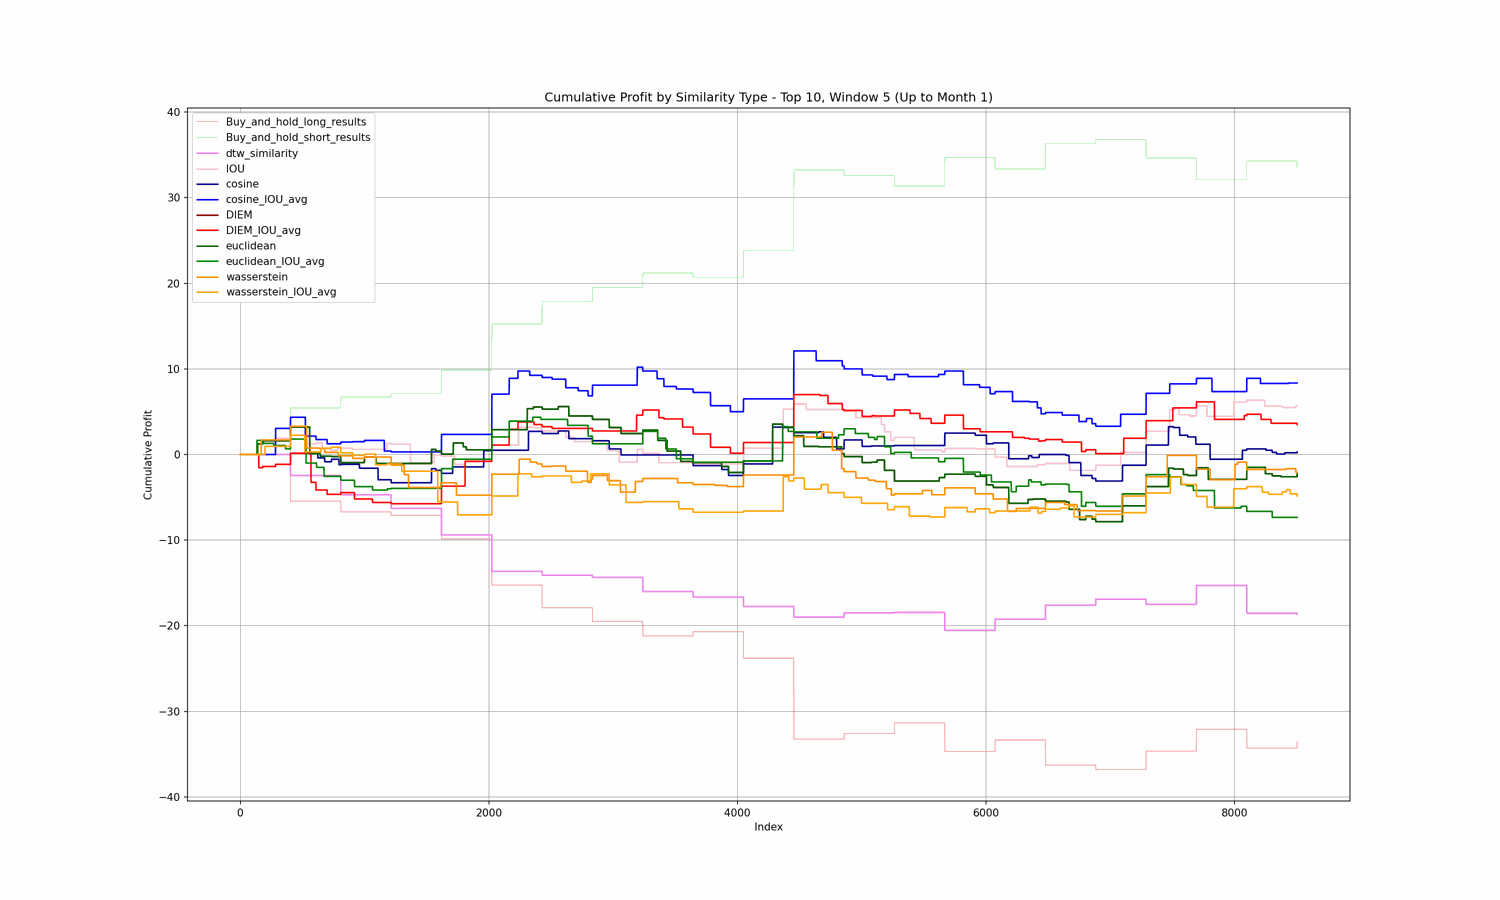 Cumulative Profit by Similarity Type - Top 10, Window 5 (Up to Month 1)
40
30
20
10
0
−10
−20
−30
−40
Cumulative Profit
Buy_and_hold_long_results
Buy_and_hold_short_results
dtw_similarity
IOU
cosine
cosine_IOU_avg
DIEM
DIEM_IOU_avg
euclidean
euclidean_IOU_avg
wasserstein
wasserstein_IOU_avg
0
2000
4000
6000
8000
Index